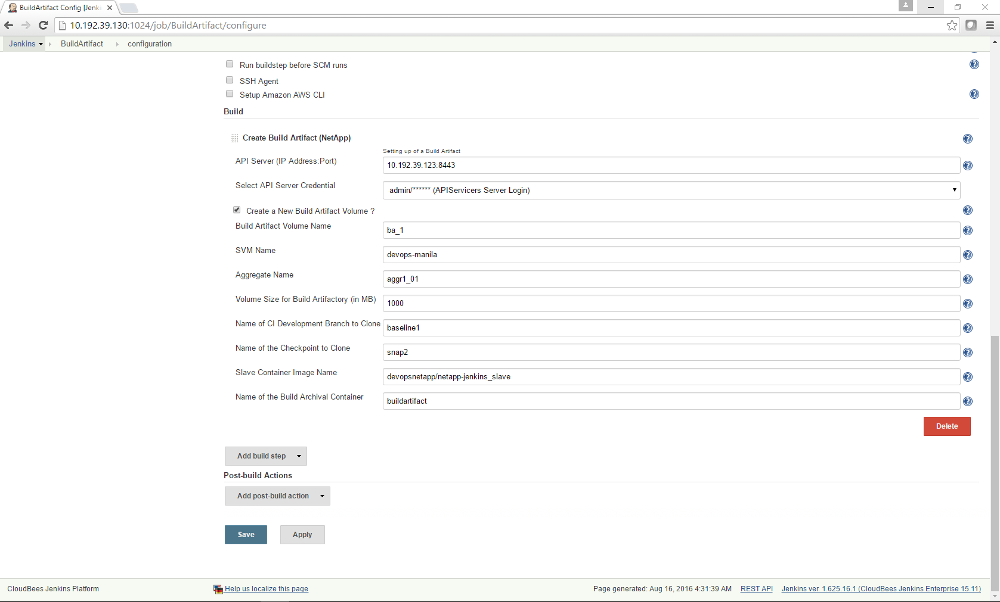 BuildArtifact Config [Jenki
10.192.39.130:1024/job/BuildArtifact/configure
Jenkins BuildArtifact configuration
Run buildstep before SCM runs
SSH Agent
Setup Amazon AWS CLI
Build
Create Build Artifact (NetApp)
Setting up of a Build Artifact
API Server (IP Address:Port) 10.192.39.123:8443
Select API Server Credential admin/****** (APIServicers Server Login)
Create a New Build Artifact Volume ?
Build Artifact Volume Name ba_1
SVM Name devops-manila
Aggregate Name aggr1_01
Volume Size for Build Artifactory (in MB) 1000
Name of CI Development Branch to Clone baseline1
Name of the Checkpoint to Clone snap2
Slave Container Image Name devopsnetapp/netapp-jenkins_slave
Name of the Build Archival Container buildartifact
Delete
Add build step
Post-build Actions
Add post-build action
Save Apply
CloudBees Jenkins Platform Help us localize this page Page generated: Aug 16, 2016 4:31:39 AM REST API Jenkins ver. 1.625.16.1 (CloudBees Jenkins Enterprise 15.11)